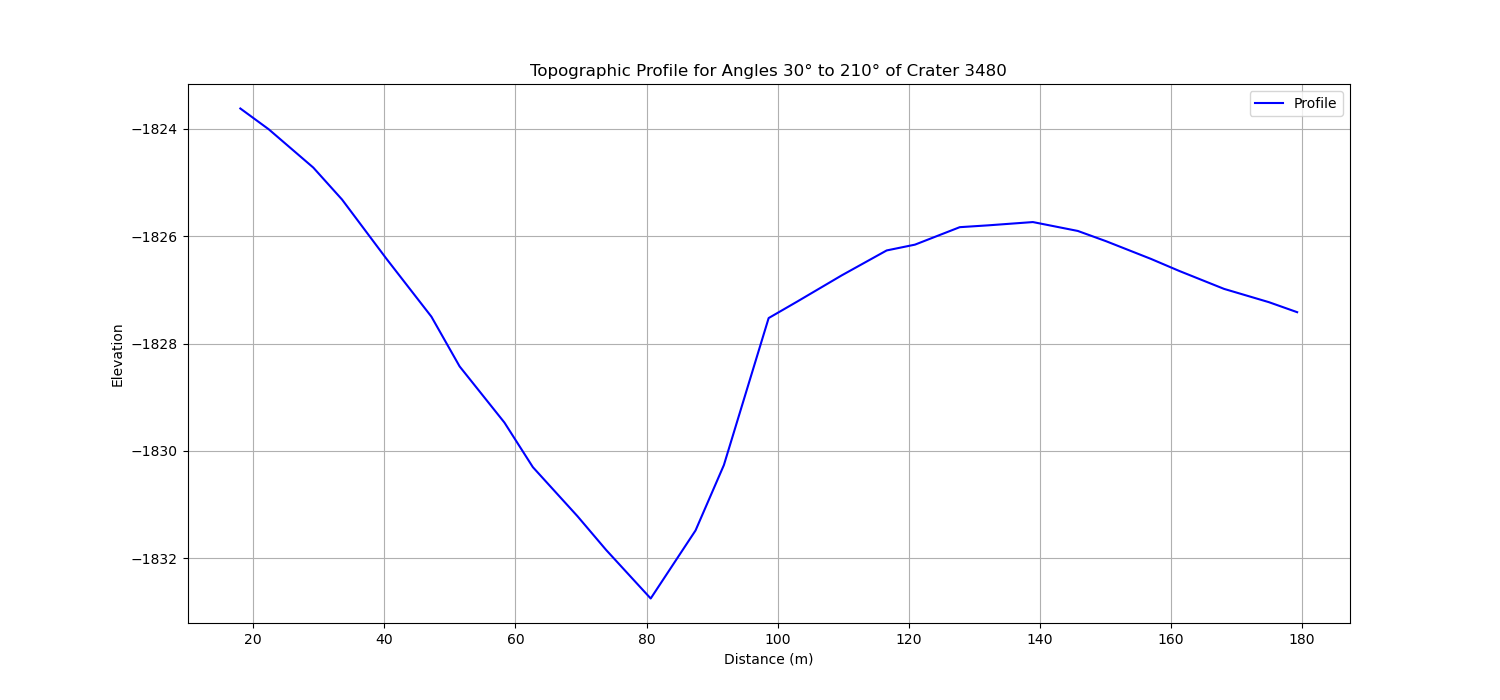 Topographic Profile for Angles 30° to 210° of Crater 3480
Profile
−1824
−1826
−1828
−1830
−1832
Elevation
20 40 60 80 100 120 140 160 180
Distance (m)